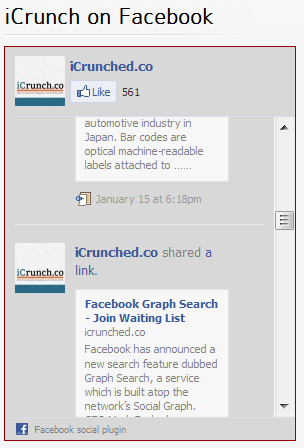 iCrunch on Facebook
iCrunch.co
iCrunched.co
Like 561
automotive industry in
Japan. Bar codes are
optical machine-readable
labels attached to ......
January 15 at 6:18pm
iCrunch.co
iCrunched.co shared a
link.
Facebook Graph Search
- Join Waiting List
icrunched.co
Facebook has announced a
new search feature dubbed
Graph Search, a service
which is built atop the
network's Social Graph.
Facebook social plugin